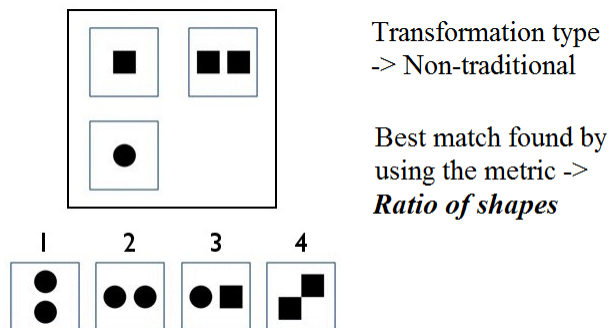 Transformation type
-> Non-traditional
Best match found by
using the metric ->
Ratio of shapes
1 2 3 4